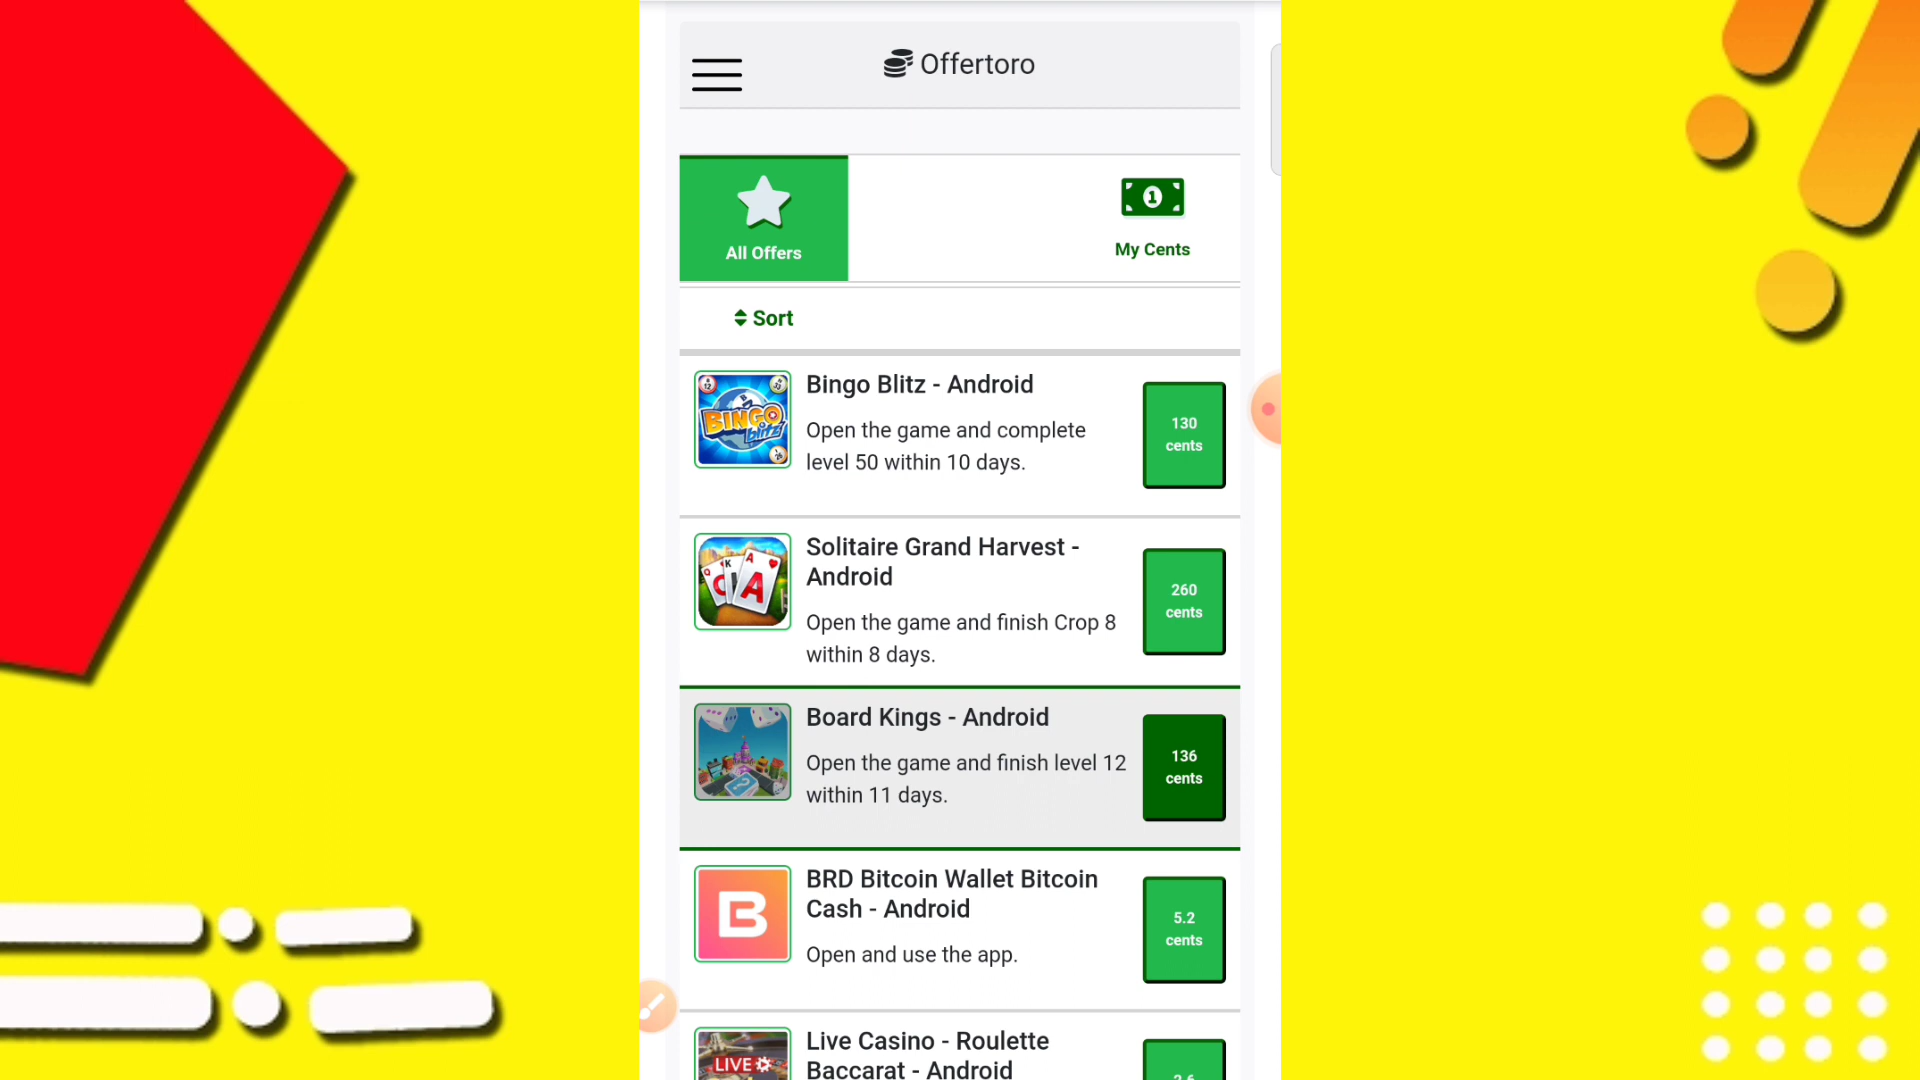 Offertoro
All Offers
My Cents
Sort
Bingo Blitz - Android
Open the game and complete
level 50 within 10 days.
130
cents
BINGO
blitz
Solitaire Grand Harvest -
Android
Open the game and finish Crop 8
within 8 days.
260
cents
Board Kings - Android
Open the game and finish level 12
within 11 days.
136
cents
BRD Bitcoin Wallet Bitcoin
Cash - Android
Open and use the app.
5.2
cents
Live Casino - Roulette
Baccarat - Android
LIVE